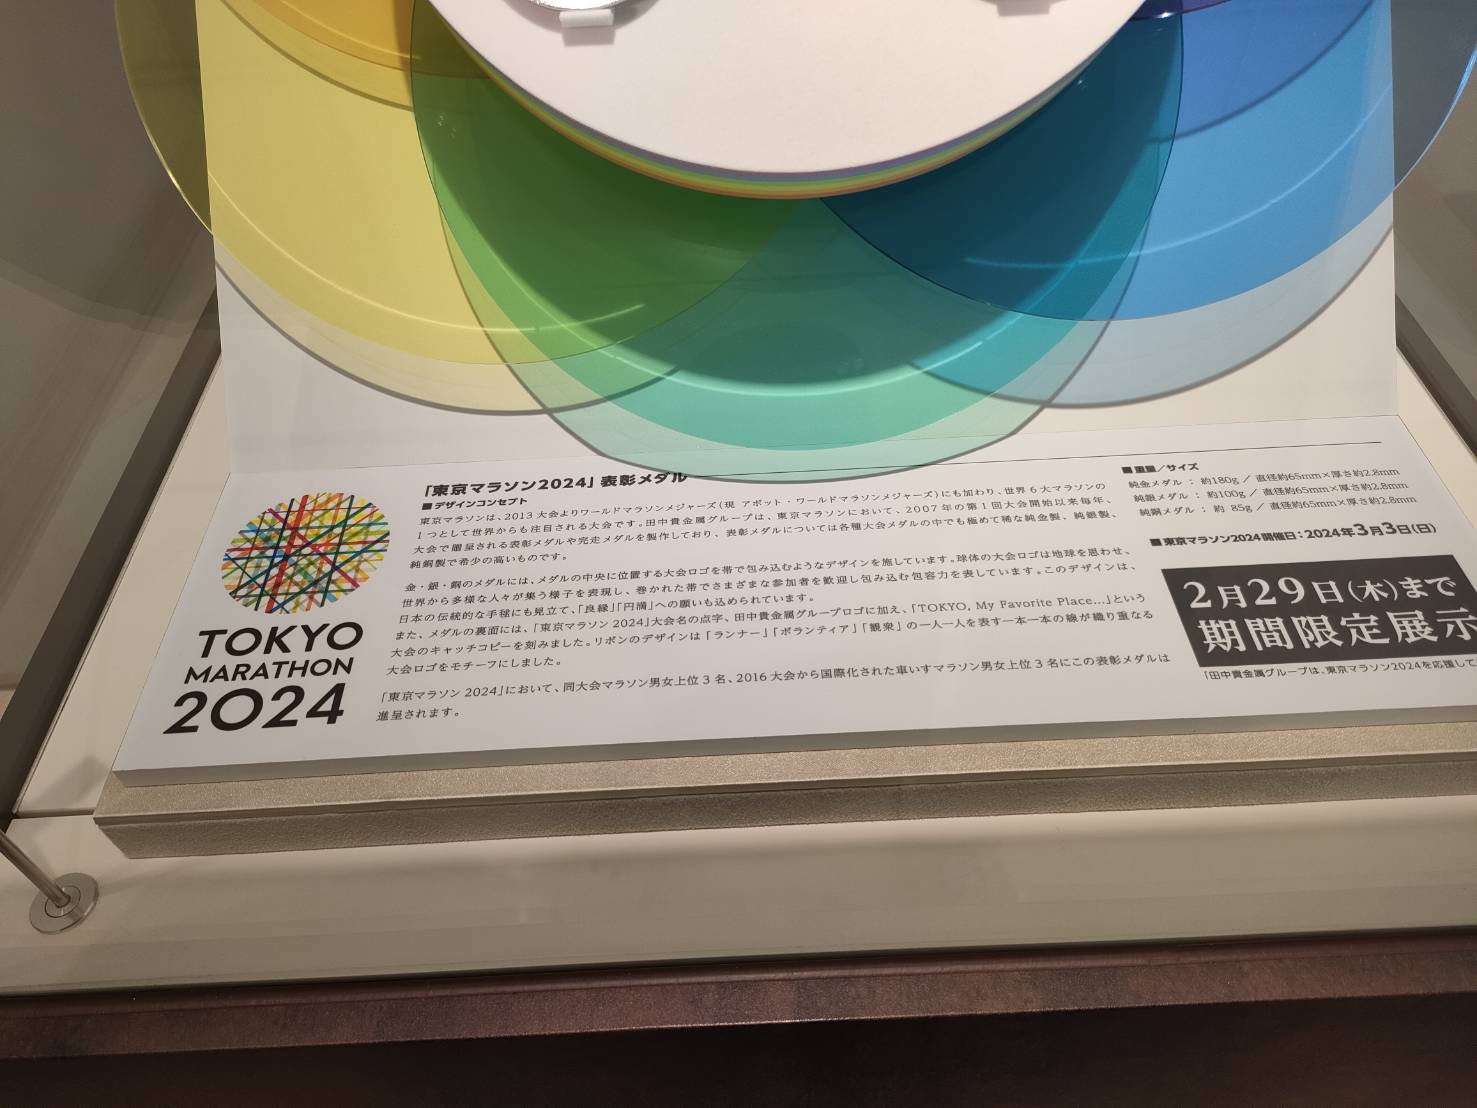 「東京マラソン2024」表彰メダル
■デザインコンセプト
東京マラソンは、2013大会よりワールドマラソンメジャーズ(現 アボット・ワールドマラソンメジャーズ)にも加わり、世界6大マラソンの
1つとして世界からも注目される大会です。田中貴金属グループは、東京マラソンにおいて、2007年の第1回大会開始以来毎年、
大会で贈呈される表彰メダルや完走メダルを製作しており、表彰メダルについては各種大会メダルの中でも極めて稀な純金製、純銀製、
純銅製で希少の高いものです。
金・銀・銅のメダルには、メダルの中央に位置する大会ロゴを帯で包み込むようなデザインを施しています。球体の大会ロゴは地球を思わせ、
世界から多様な人々が集う様子を表現し、巻かれた帯でさまざまな参加者を歓迎し包み込む包容力を表しています。このデザインは、
日本の伝統的な手毬にも見立て、「良縁」「円満」への願いも込められています。
また、メダルの裏面には、「東京マラソン2024」大会名の点字、田中貴金属グループロゴに加え、「TOKYO, My Favorite Place...」という
大会のキャッチコピーを刻みました。リボンのデザインは「ランナー」「ボランティア」「観衆」の一人一人を表す一本一本の線が織り重なる
大会ロゴをモチーフにしました。
「東京マラソン2024」において、同大会マラソン男女上位3名、2016大会から国際化された車いすマラソン男女上位3名にこの表彰メダルは
進呈されます。
TOKYO
MARATHON
2024
■重量/サイズ
純金メダル : 約180g / 直径約65mm×厚さ約2.8mm
純銀メダル : 約100g / 直径約65mm×厚さ約2.8mm
純銅メダル : 約 85g / 直径約65mm×厚さ約2.8mm
■東京マラソン2024開催日:2024年3月3日(日)
2月29日(木)まで
期間限定展示
「田中貴金属グループは、東京マラソン2024を応援して